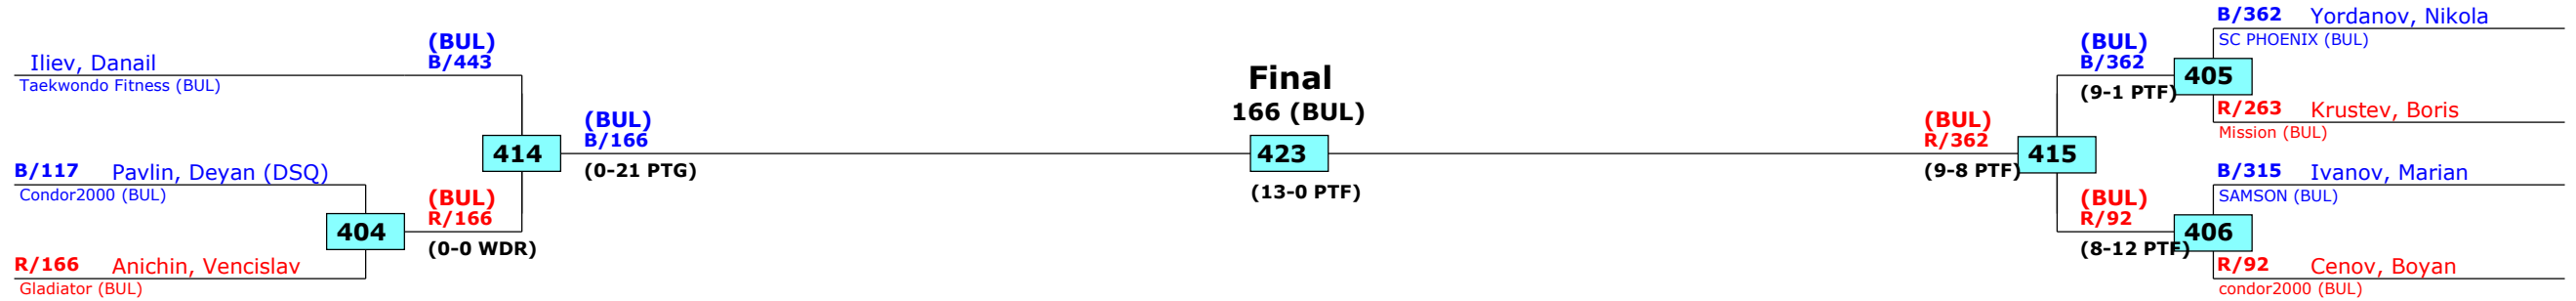 Iliev, Danail
Taekwondo Fitness (BUL)
(BUL)
B/443
414
B/117 Pavlin, Deyan (DSQ)
Condor2000 (BUL)
404
R/166 Anichin, Vencislav
Gladiator (BUL)
(BUL)
R/166
(0-0 WDR)
(BUL)
B/166
(0-21 PTG)
Final
166 (BUL)
423
(13-0 PTF)
(BUL)
R/362
(9-8 PTF)
415
(BUL)
B/362
(9-1 PTF)
405
B/362 Yordanov, Nikola
SC PHOENIX (BUL)
R/263 Krustev, Boris
Mission (BUL)
(BUL)
R/92
(8-12 PTF)
406
B/315 Ivanov, Marian
SAMSON (BUL)
R/92 Cenov, Boyan
condor2000 (BUL)